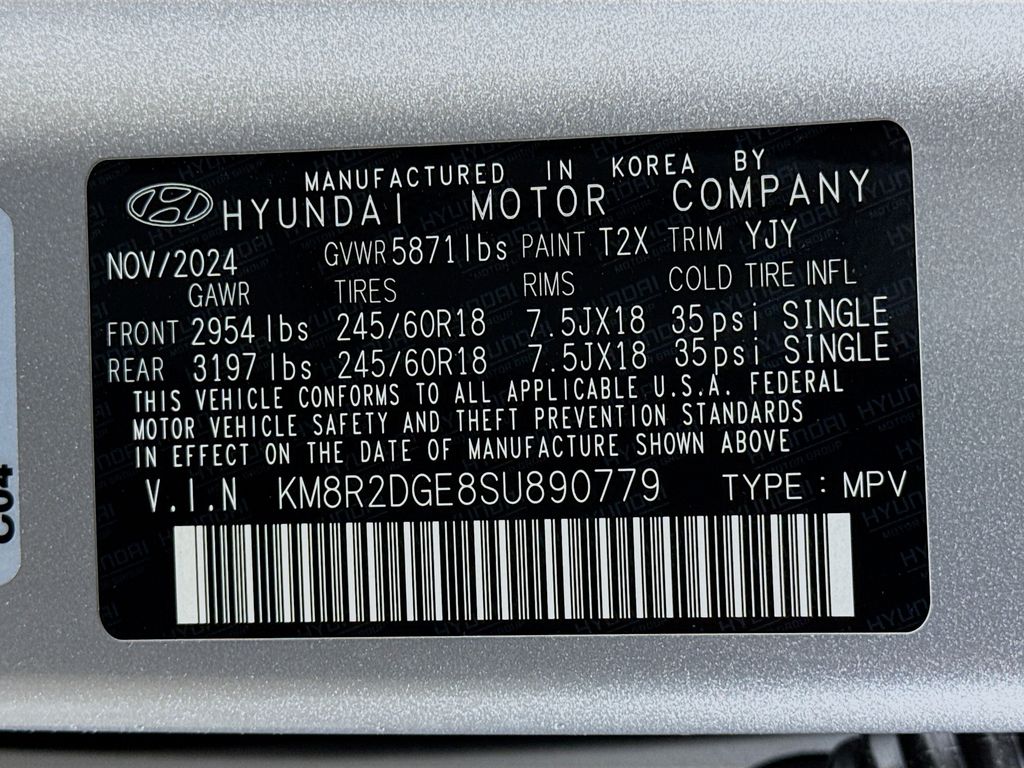 MANUFACTURED IN KOREA BY
HYUNDAI MOTOR COMPANY
NOV/2024 GVWR 5871lbs PAINT T2X TRIM YJY
GAWR TIRES RIMS COLD TIRE INFL
FRONT 2954 lbs 245/60R18 7.5JX18 35psi SINGLE
REAR 3197 lbs 245/60R18 7.5JX18 35psi SINGLE
THIS VEHICLE CONFORMS TO ALL APPLICABLE U.S.A. FEDERAL
MOTOR VEHICLE SAFETY AND THEFT PREVENTION STANDARDS
IN EFFECT ON THE DATE OF MANUFACTURE SHOWN ABOVE
V.I.N KM8R2DGE8SU890779 TYPE : MPV